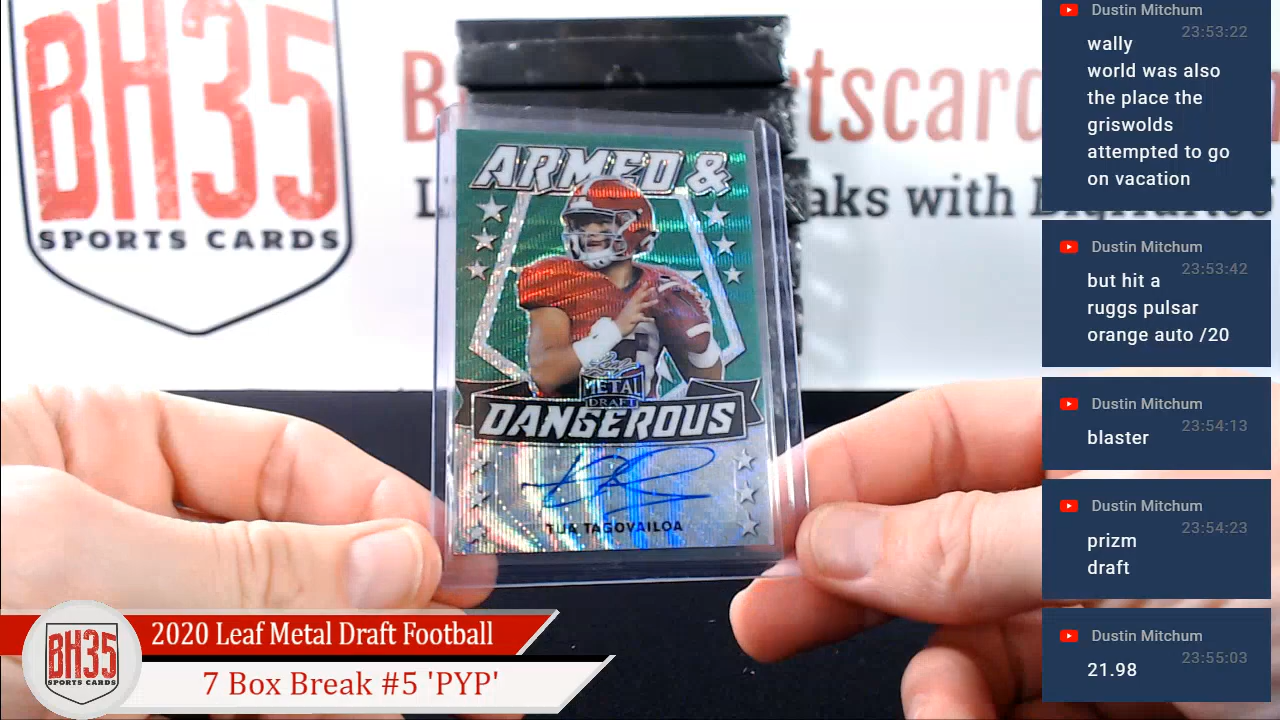 BH35
SPORTS CARDS
ARMED &
Leaf
METAL
DRAFT
DANGEROUS
TUA TAGOVAILOA
2020 Leaf Metal Draft Football
7 Box Break #5 'PYP'
BH35
SPORTS CARDS
Dustin Mitchum
23:53:22
wally
world was also
the place the
griswolds
attempted to go
on vacation
Dustin Mitchum
23:53:42
but hit a
ruggs pulsar
orange auto /20
Dustin Mitchum
23:54:13
blaster
Dustin Mitchum
23:54:23
prizm
draft
Dustin Mitchum
23:55:03
21.98